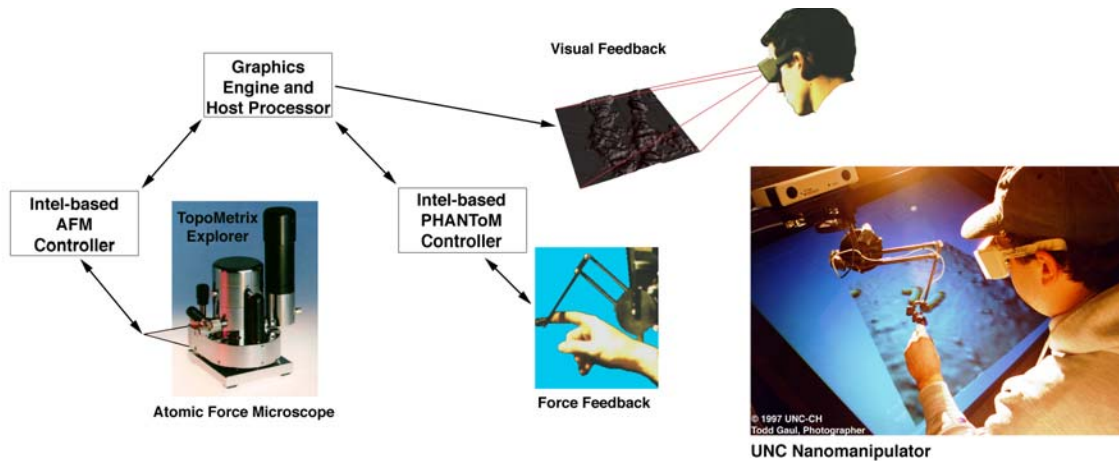 Visual Feedback
Graphics
Engine and
Host Processor
Intel-based
AFM
Controller
TopoMetrix
Explorer
Intel-based
PHANToM
Controller
Atomic Force Microscope
Force Feedback
© 1997 UNC-CH
Todd Gaul, Photographer
UNC Nanomanipulator